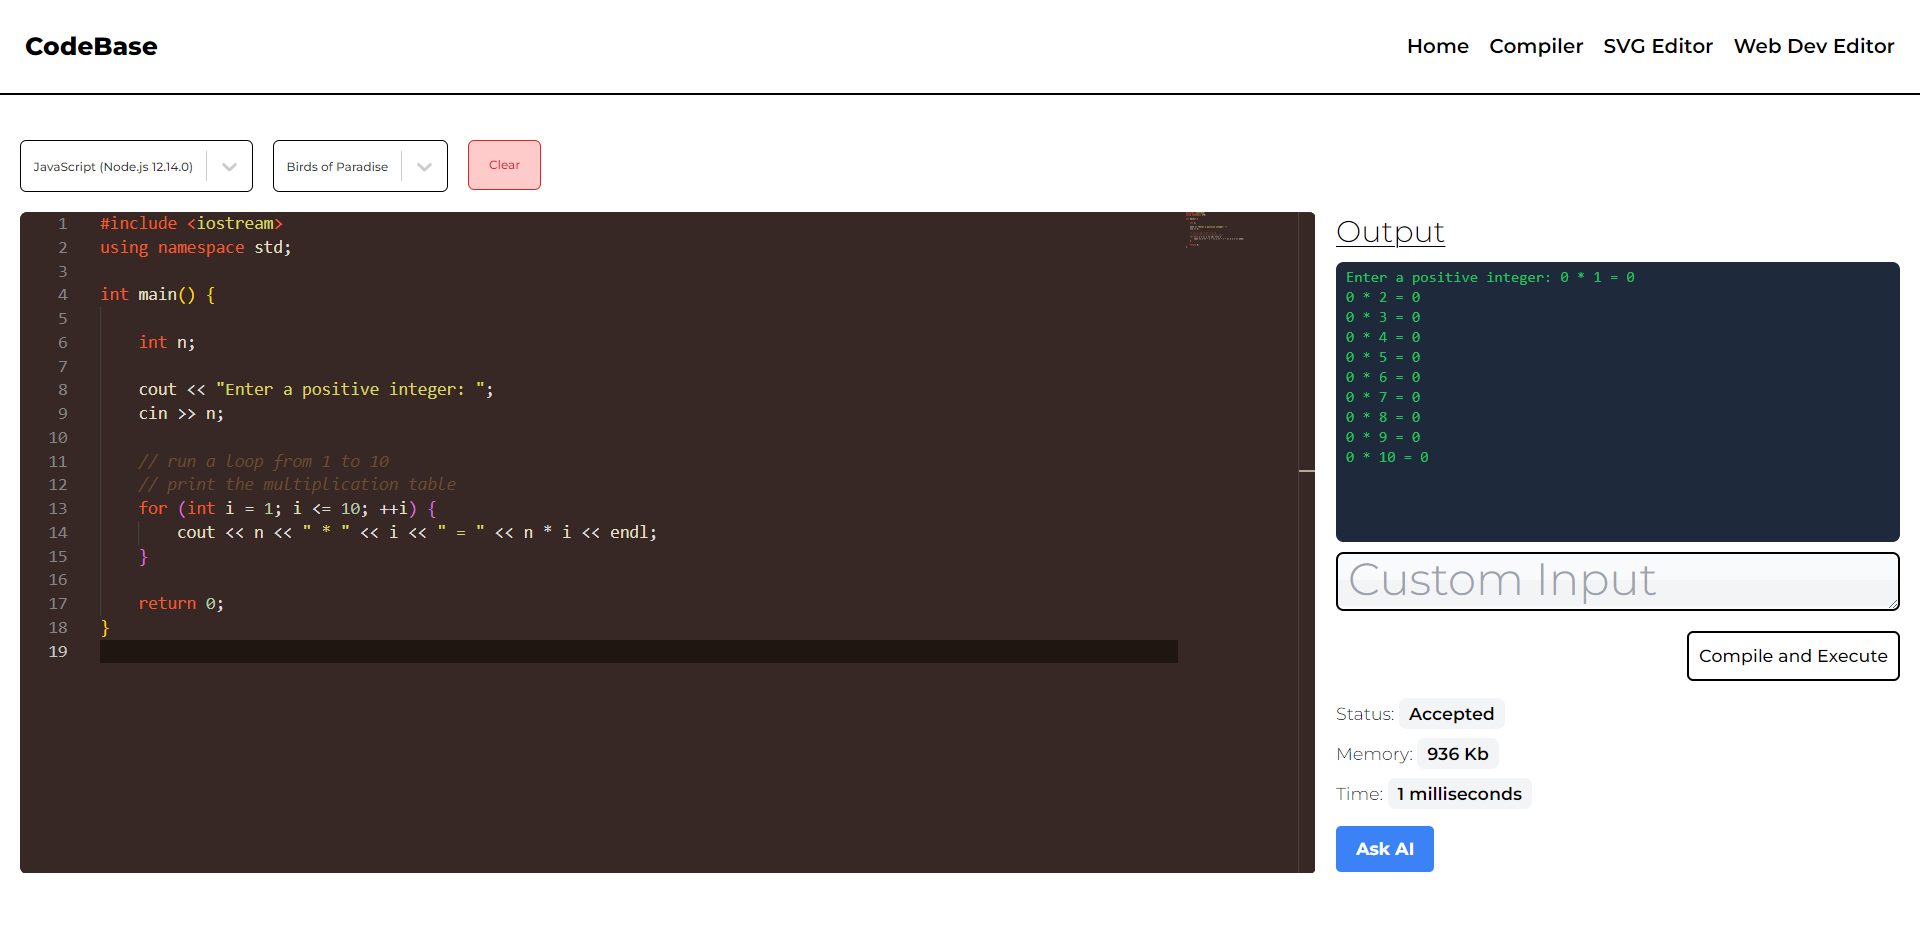 CodeBase
Home Compiler SVG Editor Web Dev Editor
JavaScript (Node.js 12.14.0)
Birds of Paradise
Clear
1 #include <iostream>
2 using namespace std;
3
4 int main() {
5
6     int n;
7
8     cout << "Enter a positive integer: ";
9     cin >> n;
10
11     // run a loop from 1 to 10
12     // print the multiplication table
13     for (int i = 1; i <= 10; ++i) {
14         cout << n << " * " << i << " = " << n * i << endl;
15     }
16
17     return 0;
18 }
19
Output
Enter a positive integer: 0 * 1 = 0
0 * 2 = 0
0 * 3 = 0
0 * 4 = 0
0 * 5 = 0
0 * 6 = 0
0 * 7 = 0
0 * 8 = 0
0 * 9 = 0
0 * 10 = 0
Custom Input
Compile and Execute
Status: Accepted
Memory: 936 Kb
Time: 1 milliseconds
Ask AI